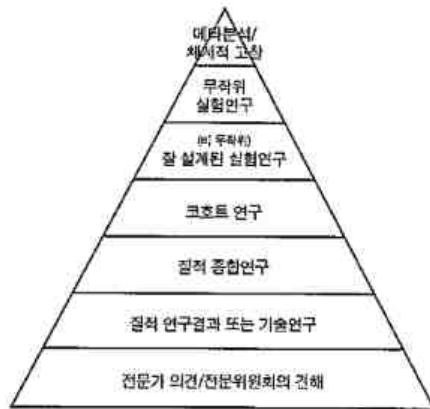 메타분석/
체계적 고찰
무작위
실험연구
(비 무작위)
잘 설계된 실험연구
코호트 연구
질적 종합연구
질적 연구결과 또는 기술연구
전문가 의견/전문위원회의 견해